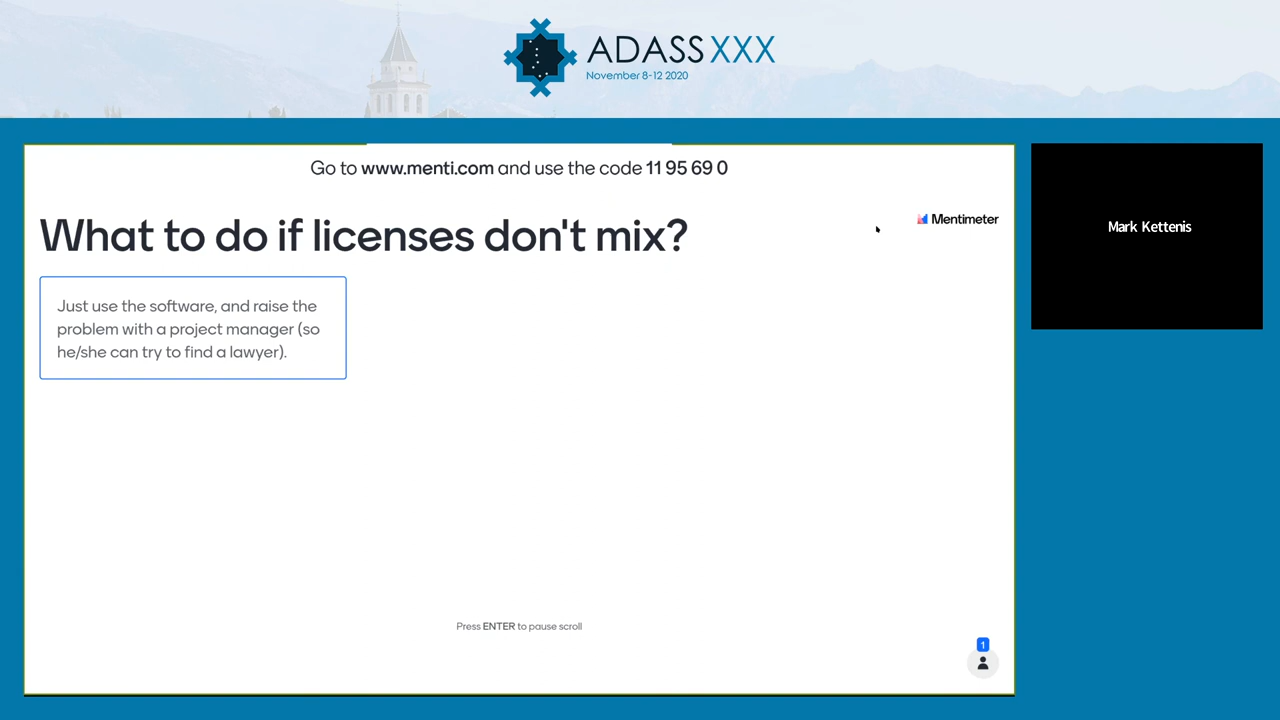 ADASS XXX
November 8-12 2020
Go to www.menti.com and use the code 11 95 69 0
Mentimeter
What to do if licenses don't mix?
Just use the software, and raise the
problem with a project manager (so
he/she can try to find a lawyer).
Press ENTER to pause scroll
1
Mark Kettenis